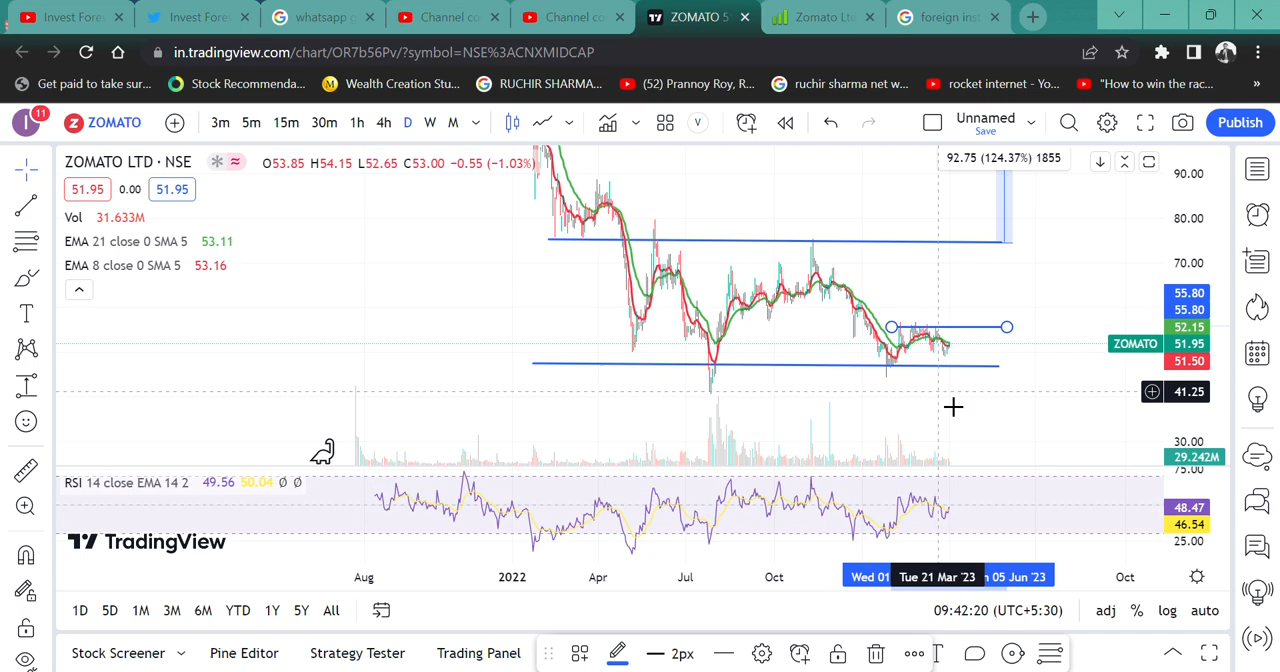 Invest Forev
Invest Forev
whatsapp g
Channel co
Channel co
ZOMATO 5
Zomato Ltd
foreign inst
in.tradingview.com/chart/OR7b56Pv/?symbol=NSE%3ACNXMIDCAP
Get paid to take sur...
Stock Recommenda...
Wealth Creation Stu...
RUCHIR SHARMA...
(52) Prannoy Roy, R...
ruchir sharma net w...
rocket internet - Yo...
"How to win the rac...
»
I
11
ZOMATO
3m 5m 15m 30m 1h 4h D W M
V
Unnamed
Save
Publish
ZOMATO LTD · NSE
O53.85 H54.15 L52.65 C53.00 -0.55 (-1.03%)
92.75 (124.37%) 1855
51.95 0.00 51.95
Vol 31.633M
EMA 21 close 0 SMA 5 53.11
EMA 8 close 0 SMA 5 53.16
90.00
80.00
70.00
55.80
55.80
52.15
ZOMATO 51.95
51.50
41.25
30.00
29.242M
75.00
RSI 14 close EMA 14 2 49.56 50.04 Ø Ø
48.47
46.54
25.00
TradingView
Aug 2022 Apr Jul Oct Wed 01 Tue 21 Mar '23 05 Jun '23 Oct
1D 5D 1M 3M 6M YTD 1Y 5Y All
09:42:20 (UTC+5:30)
adj % log auto
Stock Screener Pine Editor Strategy Tester Trading Panel
2px
T